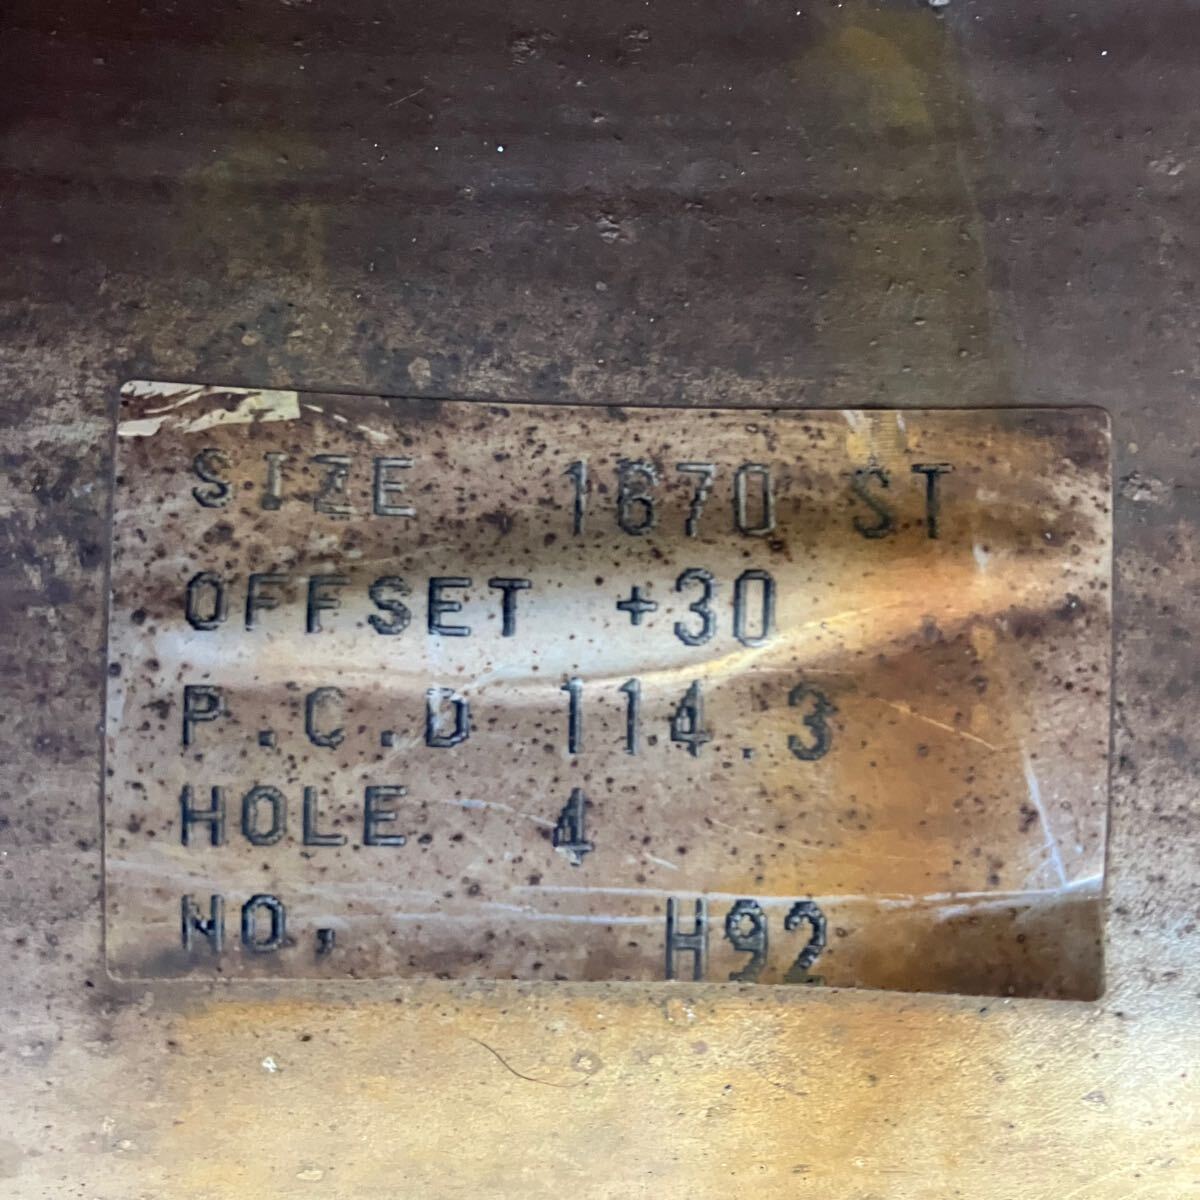 SIZE 1670 ST
OFFSET +30
P.C.D 114.3
HOLE 4
NO, H92